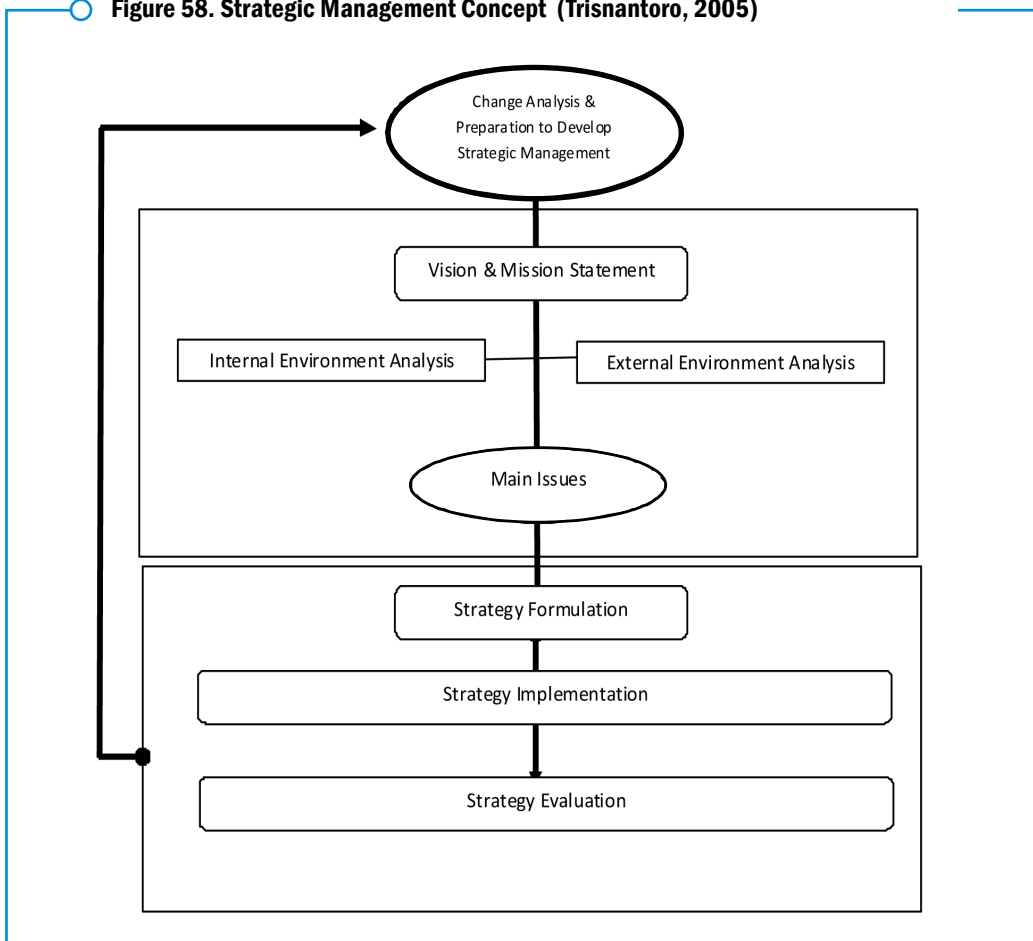 Figure 58. Strategic Management Concept (Trisnantoro, 2005)
Change Analysis &
Preparation to Develop
Strategic Management
Vision & Mission Statement
Internal Environment Analysis
External Environment Analysis
Main Issues
Strategy Formulation
Strategy Implementation
Strategy Evaluation